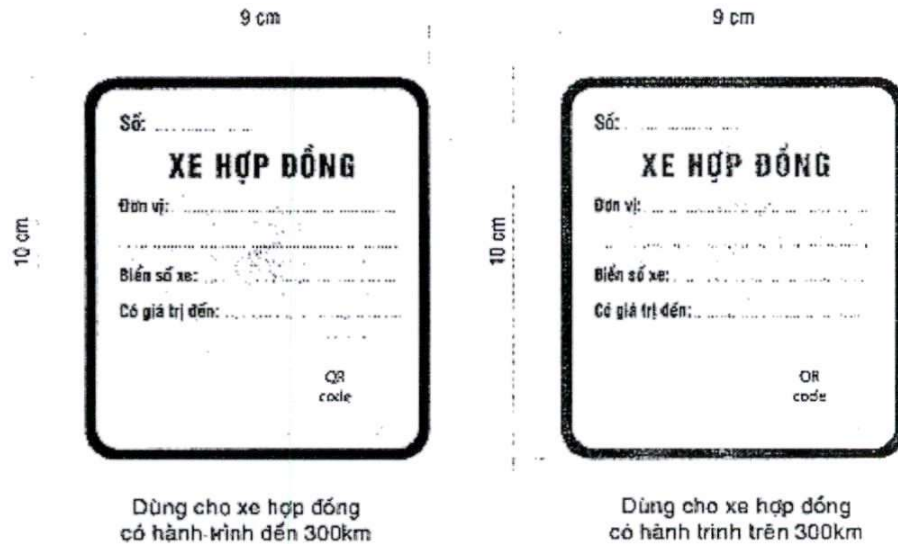 9 cm
10 cm
Số: ..................
XE HỢP ĐỒNG
Đơn vị: ..................
Biển số xe: ..................
Có giá trị đến: ..................
QR
code
Dùng cho xe hợp đồng
có hành trình đến 300km
9 cm
10 cm
Số: ..................
XE HỢP ĐỒNG
Đơn vị: ..................
Biển số xe: ..................
Có giá trị đến: ..................
QR
code
Dùng cho xe hợp đồng
có hành trình trên 300km